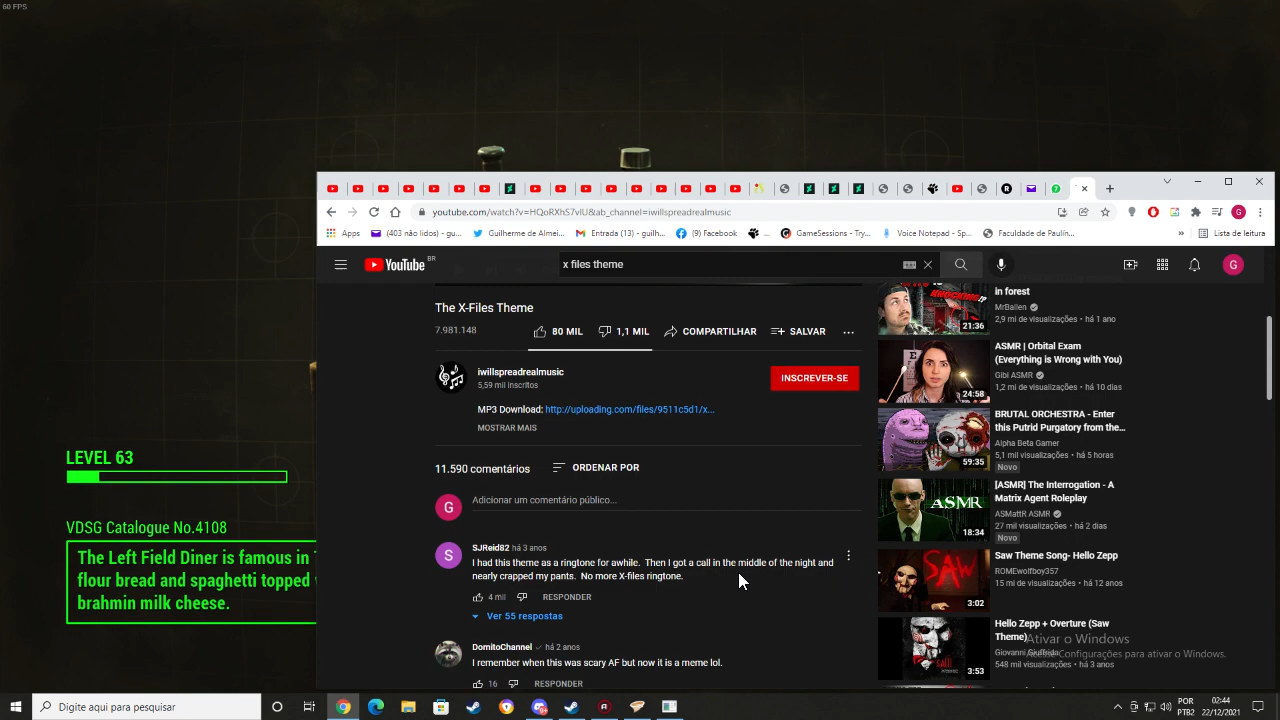 60 FPS
LEVEL 63
VDSG Catalogue No.4108
The Left Field Diner is famous in
flour bread and spaghetti topped
brahmin milk cheese.
youtube.com/watch?v=HQoRXhS7vlU&ab_channel=iwillspreadrealmusic
Apps
(403 não lidos) - gu...
Guilherme de Almei...
Entrada (13) - guilh...
(9) Facebook
...
GameSessions - Try...
Voice Notepad - Sp...
Faculdade de Paulín...
»
Lista de leitura
YouTube BR
x files theme
G
The X-Files Theme
7.981.148
80 MIL
1,1 MIL
COMPARTILHAR
SALVAR
iwillspreadrealmusic
5,59 mil inscritos
INSCREVER-SE
MP3 Download: http://uploading.com/files/9511c5d1/x...
MOSTRAR MAIS
11.590 comentários
ORDENAR POR
G
Adicionar um comentário público...
S
SJReid82 há 3 anos
I had this theme as a ringtone for awhile. Then I got a call in the middle of the night and
nearly crapped my pants. No more X-files ringtone.
4 mil
RESPONDER
Ver 55 respostas
DomitoChannel há 2 anos
I remember when this was scary AF but now it is a meme lol.
16
RESPONDER
KNOCKING!?
21:36
in forest
MrBallen
2,9 mi de visualizações • há 1 ano
24:58
ASMR | Orbital Exam
(Everything is Wrong with You)
Gibi ASMR
1,2 mi de visualizações • há 10 dias
59:35
BRUTAL ORCHESTRA - Enter
this Putrid Purgatory from the...
Alpha Beta Gamer
5,1 mil visualizações • há 5 horas
Novo
ASMR
18:34
[ASMR] The Interrogation - A
Matrix Agent Roleplay
ASMattR ASMR
27 mil visualizações • há 2 dias
Novo
SAW
3:02
Saw Theme Song- Hello Zepp
ROMEwolfboy357
15 mi de visualizações • há 12 anos
3:53
Hello Zepp + Overture (Saw
Theme)
Giovanni Giuffrida
548 mil visualizações • há 3 anos
Ativar o Windows
Acesse Configurações para ativar o Windows.
Digite aqui para pesquisar
POR
PTB2
02:44
22/12/2021